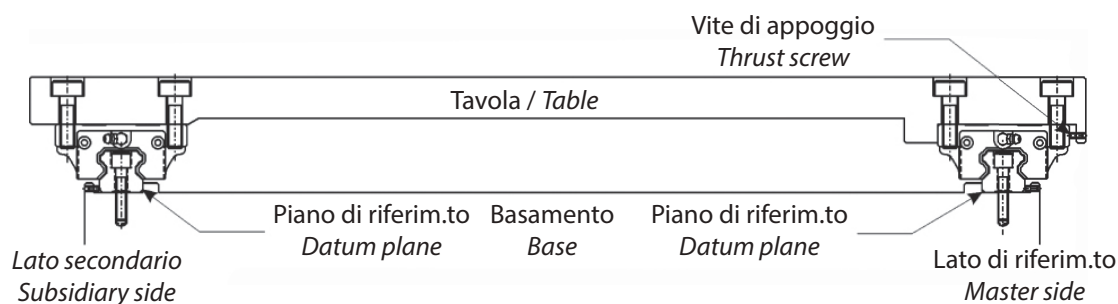 Vite di appoggio
Thrust screw
Tavola / Table
Piano di riferim.to
Datum plane
Basamento
Base
Piano di riferim.to
Datum plane
Lato secondario
Subsidiary side
Lato di riferim.to
Master side